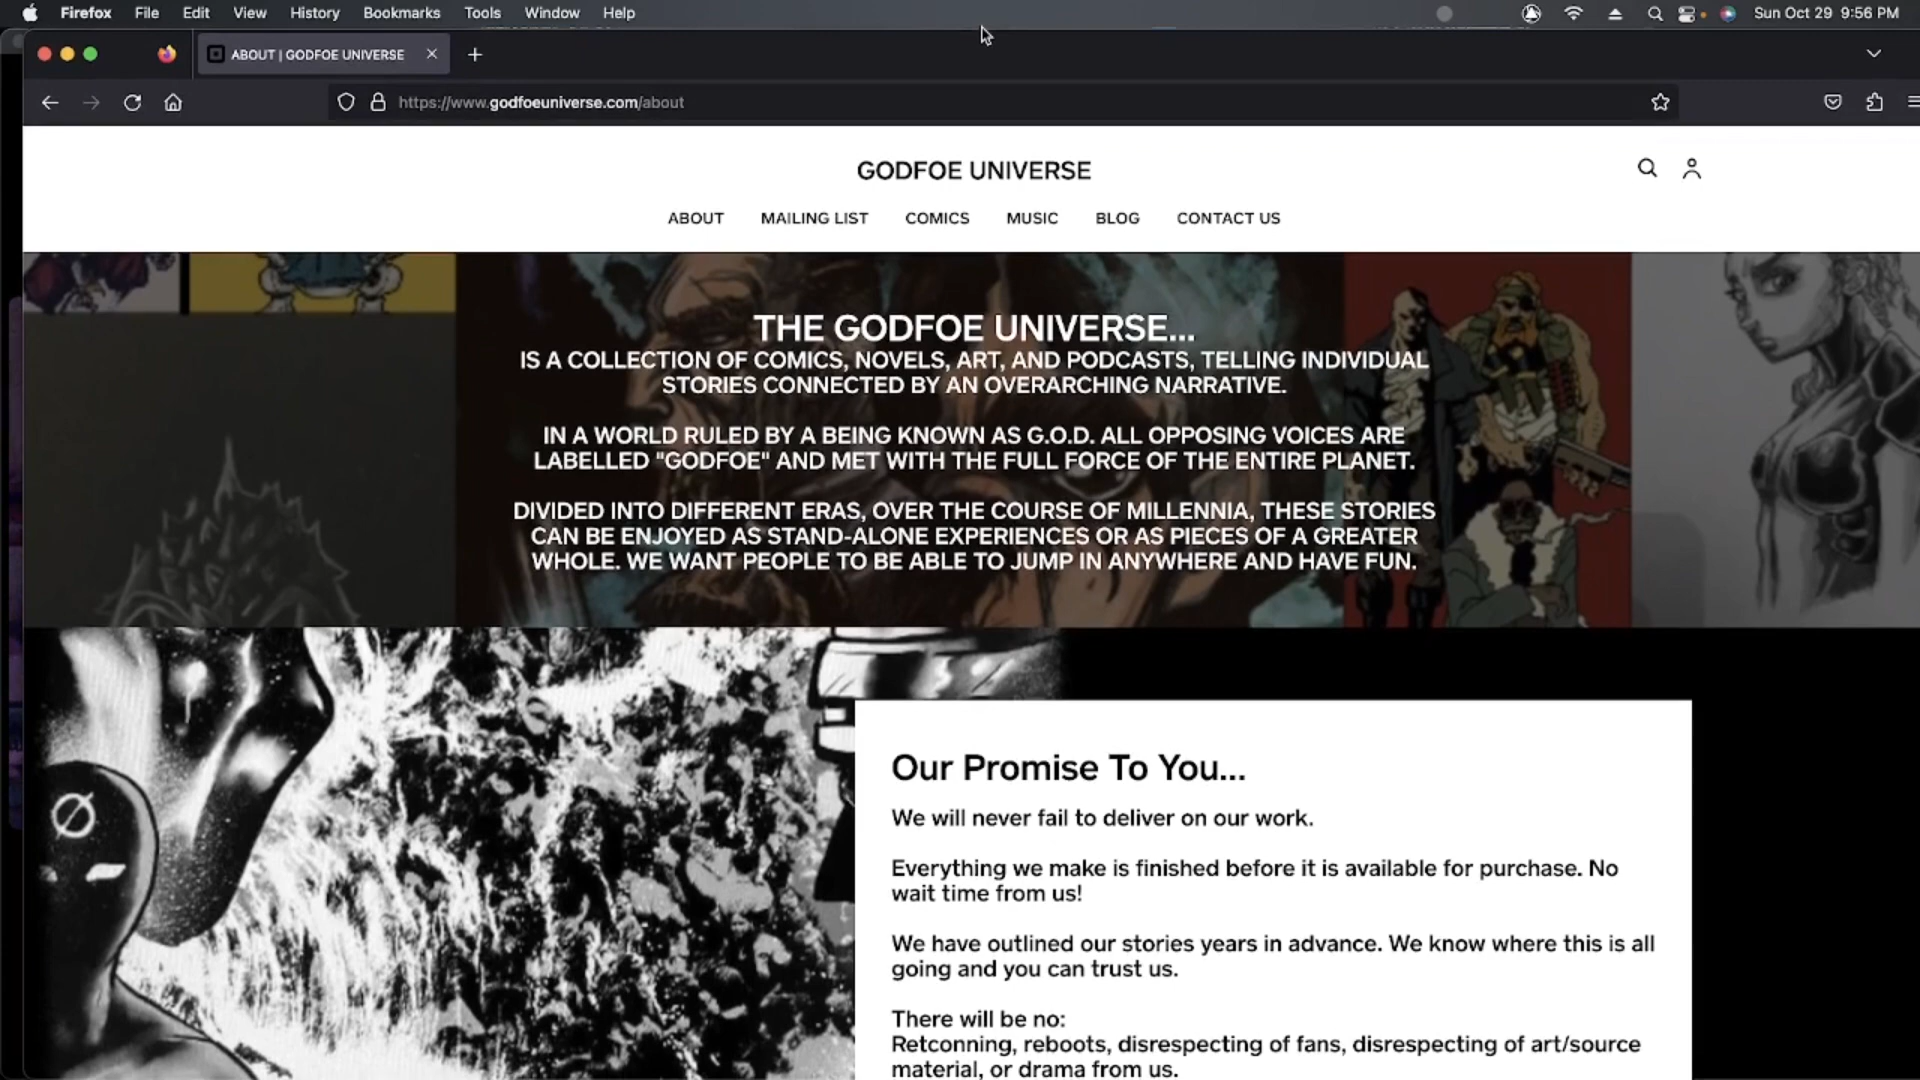 Firefox File Edit View History Bookmarks Tools Window Help Sun Oct 29 9:56 PM
ABOUT | GODFOE UNIVERSE
https://www.godfoeuniverse.com/about
GODFOE UNIVERSE
ABOUT MAILING LIST COMICS MUSIC BLOG CONTACT US
THE GODFOE UNIVERSE...
IS A COLLECTION OF COMICS, NOVELS, ART, AND PODCASTS, TELLING INDIVIDUAL
STORIES CONNECTED BY AN OVERARCHING NARRATIVE.
IN A WORLD RULED BY A BEING KNOWN AS G.O.D. ALL OPPOSING VOICES ARE
LABELLED "GODFOE" AND MET WITH THE FULL FORCE OF THE ENTIRE PLANET.
DIVIDED INTO DIFFERENT ERAS, OVER THE COURSE OF MILLENNIA, THESE STORIES
CAN BE ENJOYED AS STAND-ALONE EXPERIENCES OR AS PIECES OF A GREATER
WHOLE. WE WANT PEOPLE TO BE ABLE TO JUMP IN ANYWHERE AND HAVE FUN.
Our Promise To You...
We will never fail to deliver on our work.
Everything we make is finished before it is available for purchase. No
wait time from us!
We have outlined our stories years in advance. We know where this is all
going and you can trust us.
There will be no:
Retconning, reboots, disrespecting of fans, disrespecting of art/source
material, or drama from us.